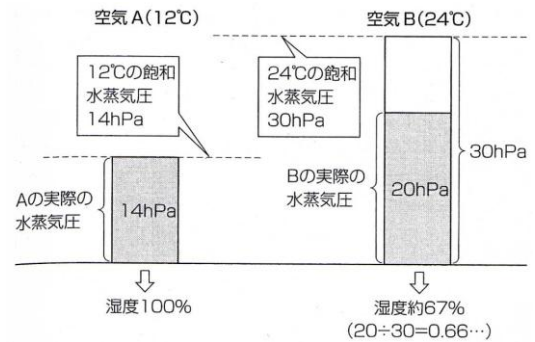 空気A(12℃)
空気B(24℃)
12℃の飽和
水蒸気圧
14hPa
24℃の飽和
水蒸気圧
30hPa
30hPa
Aの実際の
水蒸気圧
14hPa
Bの実際の
水蒸気圧
20hPa
湿度100%
湿度約67%
(20÷30=0.66…)